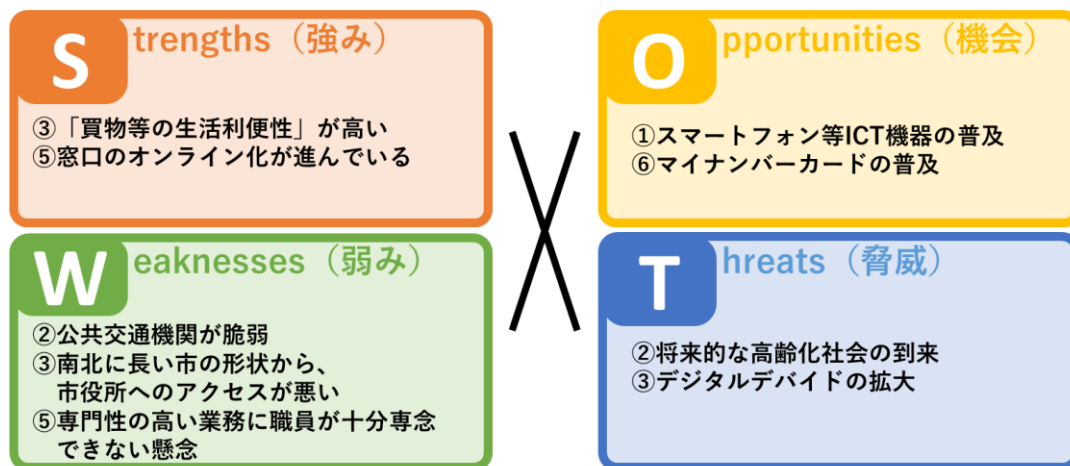 Strengths（強み）
③「買物等の生活利便性」が高い
⑤窓口のオンライン化が進んでいる
Opportunities（機会）
①スマートフォン等ICT機器の普及
⑥マイナンバーカードの普及
Weaknesses（弱み）
②公共交通機関が脆弱
③南北に長い市の形状から、
市役所へのアクセスが悪い
⑤専門性の高い業務に職員が十分専念
できない懸念
Threats（脅威）
②将来的な高齢化社会の到来
③デジタルデバイドの拡大